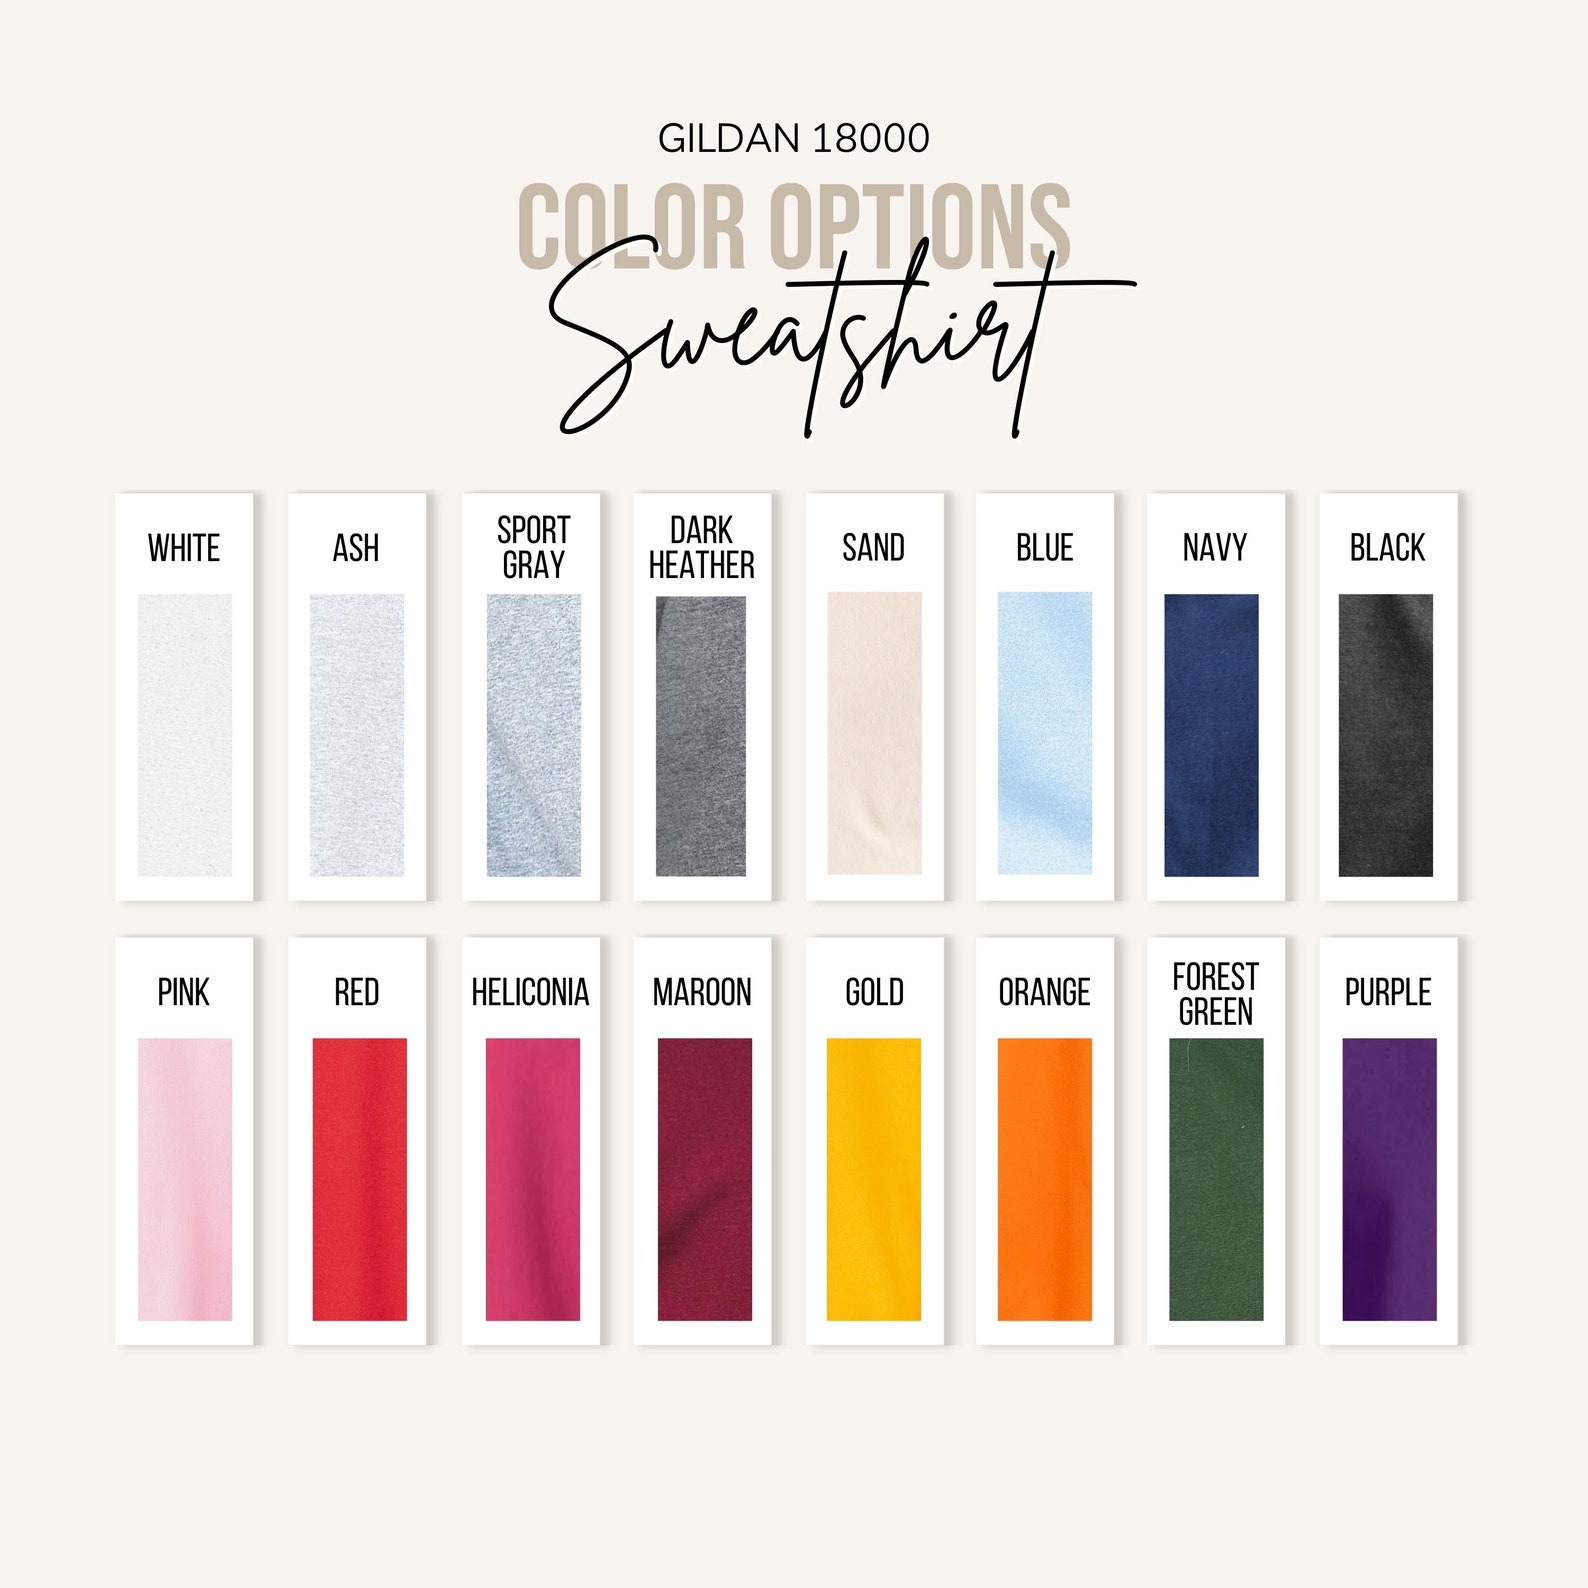 GILDAN 18000
COLOR OPTIONS
Sweatshirt
WHITE
ASH
SPORT
GRAY
DARK
HEATHER
SAND
BLUE
NAVY
BLACK
PINK
RED
HELICONIA
MAROON
GOLD
ORANGE
FOREST
GREEN
PURPLE